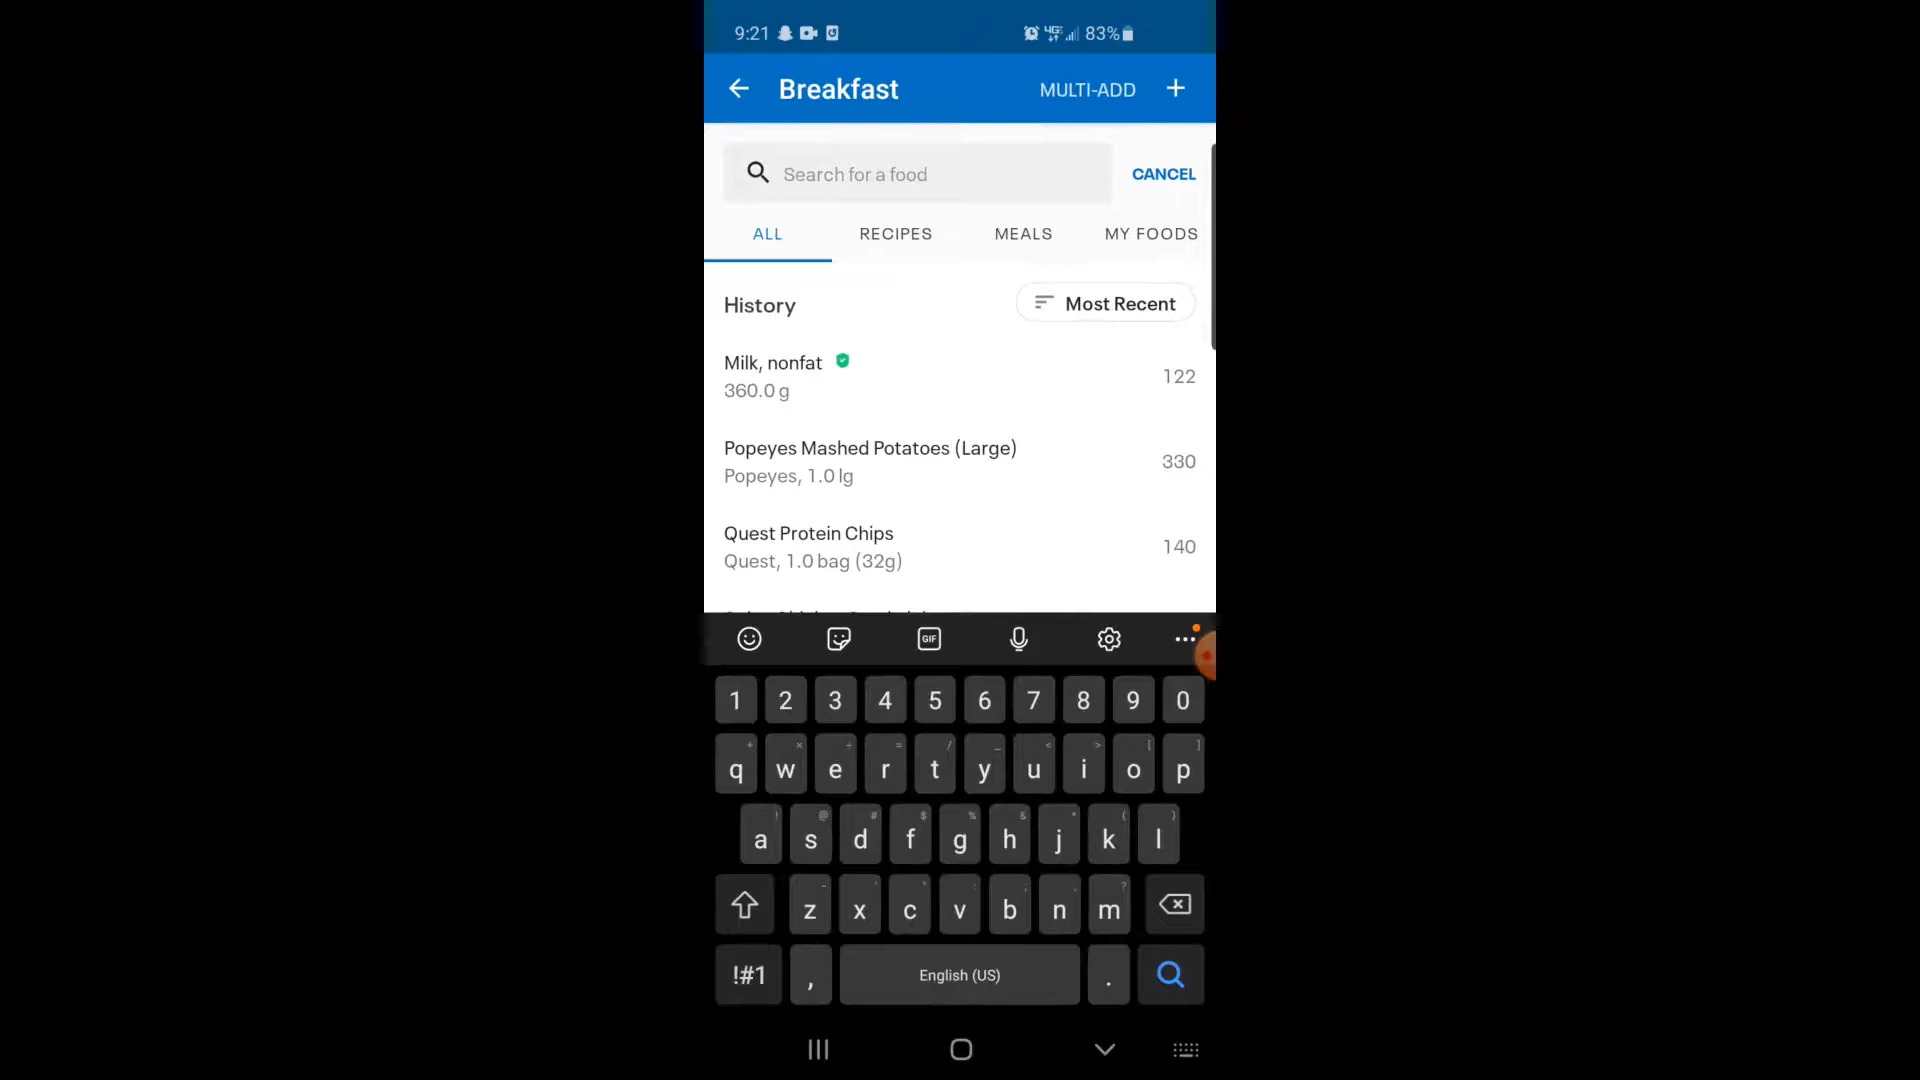 9:21 83%
Breakfast MULTI-ADD
Search for a food CANCEL
ALL RECIPES MEALS MY FOODS
History Most Recent
Milk, nonfat
360.0 g 122
Popeyes Mashed Potatoes (Large)
Popeyes, 1.0 lg 330
Quest Protein Chips
Quest, 1.0 bag (32g) 140
GIF
1 2 3 4 5 6 7 8 9 0
q w e r t y u i o p
a s d f g h j k l
z x c v b n m
!#1 , English (US) .